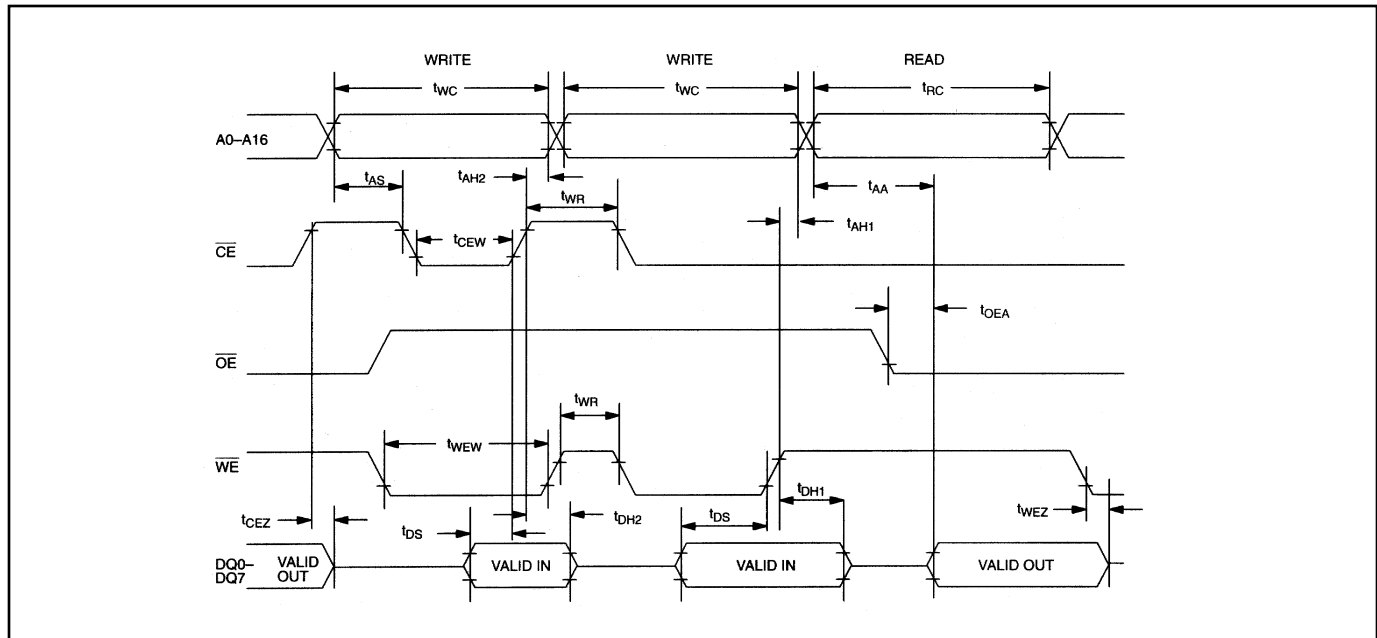 WRITE WRITE READ
tWC tWC tRC
A0–A16
tAS tAH2 tWR tAA
tAH1
CE tCEW
tOEA
OE
tWR
WE tWEW
tDH1
tCEZ tDS tDH2 tDS tWEZ
DQ0– VALID VALID IN VALID IN VALID OUT
DQ7 OUT